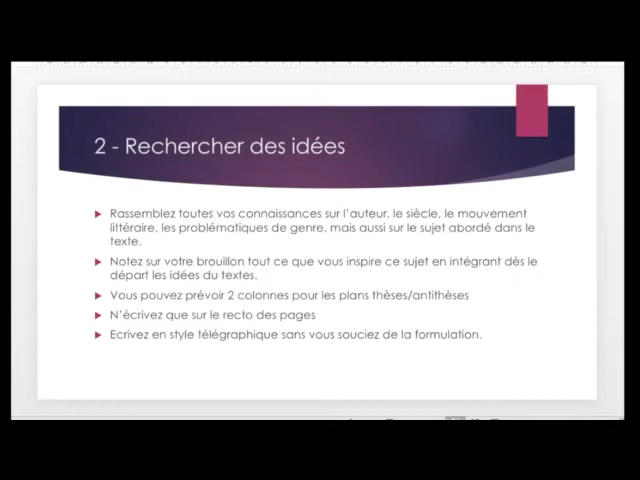 2 - Rechercher des idées
Rassemblez toutes vos connaissances sur l'auteur, le siècle, le mouvement
littéraire, les problématiques de genre, mais aussi sur le sujet abordé dans le
texte.
Notez sur votre brouillon tout ce que vous inspire ce sujet en intégrant dès le
départ les idées du textes.
Vous pouvez prévoir 2 colonnes pour les plans thèses/antithèses
N'écrivez que sur le recto des pages
Ecrivez en style télégraphique sans vous souciez de la formulation.